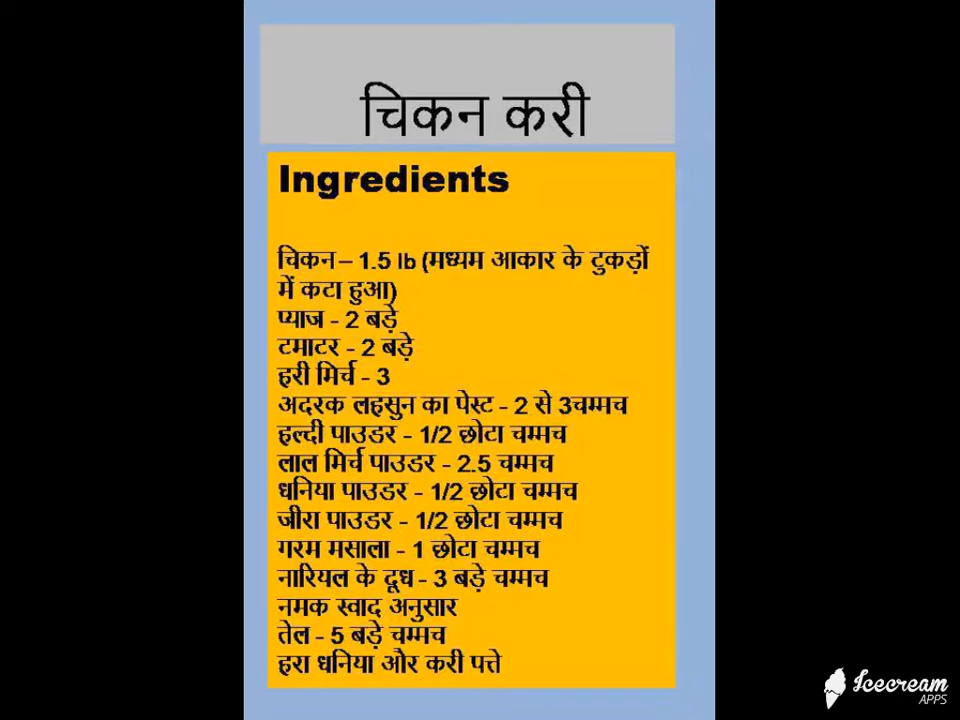 चिकन करी
Ingredients
चिकन – 1.5 lb (मध्यम आकार के टुकड़ों
में कटा हुआ)
प्याज - 2 बड़े
टमाटर - 2 बड़े
हरी मिर्च - 3
अदरक लहसुन का पेस्ट - 2 से 3चम्मच
हल्दी पाउडर - 1/2 छोटा चम्मच
लाल मिर्च पाउडर - 2.5 चम्मच
धनिया पाउडर - 1/2 छोटा चम्मच
जीरा पाउडर - 1/2 छोटा चम्मच
गरम मसाला - 1 छोटा चम्मच
नारियल के दूध - 3 बड़े चम्मच
नमक स्वाद अनुसार
तेल - 5 बड़े चम्मच
हरा धनिया और करी पत्ते
Icecream
APPS